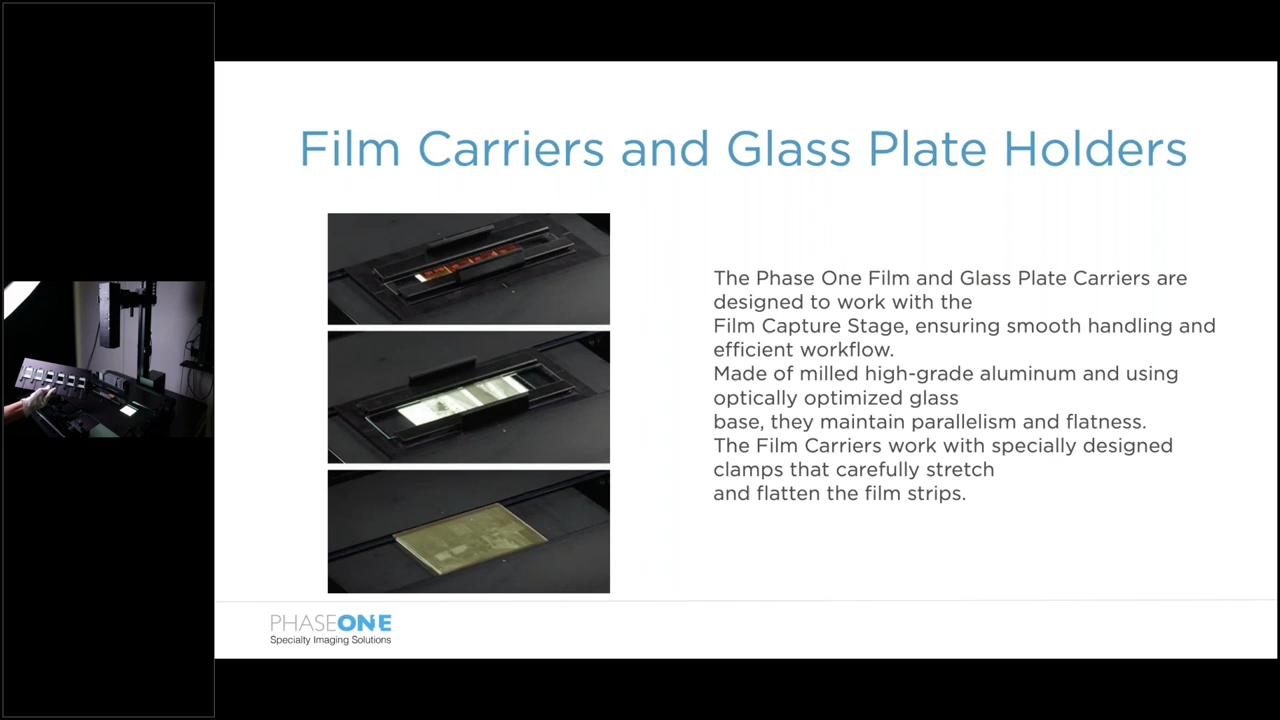 Film Carriers and Glass Plate Holders
The Phase One Film and Glass Plate Carriers are
designed to work with the
Film Capture Stage, ensuring smooth handling and
efficient workflow.
Made of milled high-grade aluminum and using
optically optimized glass
base, they maintain parallelism and flatness.
The Film Carriers work with specially designed
clamps that carefully stretch
and flatten the film strips.
PHASEONE
Specialty Imaging Solutions